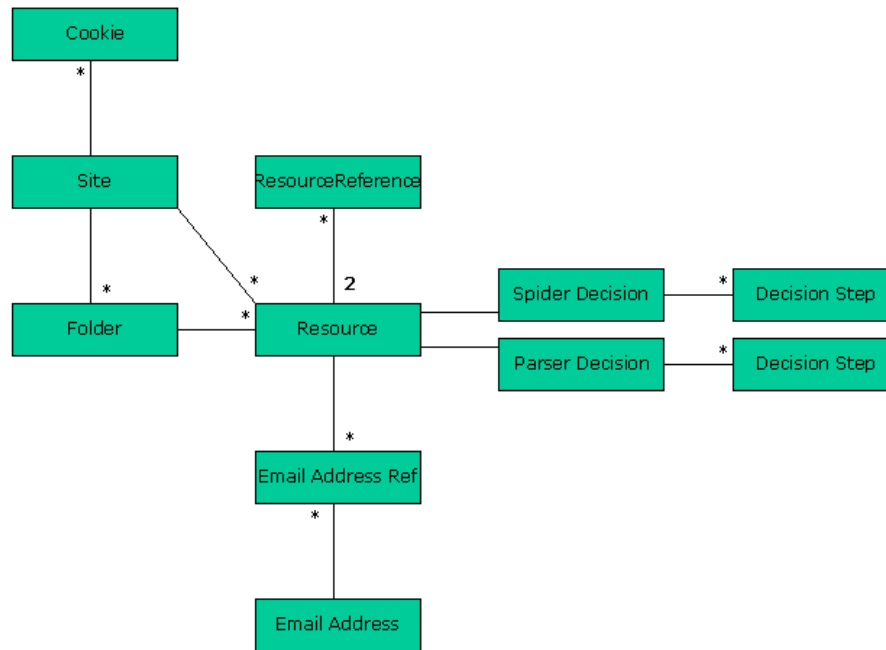 Cookie
*
Site
ResourceReference
*
*
*
2
Spider Decision
*
Decision Step
Folder
*
Resource
Parser Decision
*
Decision Step
*
Email Address Ref
*
Email Address